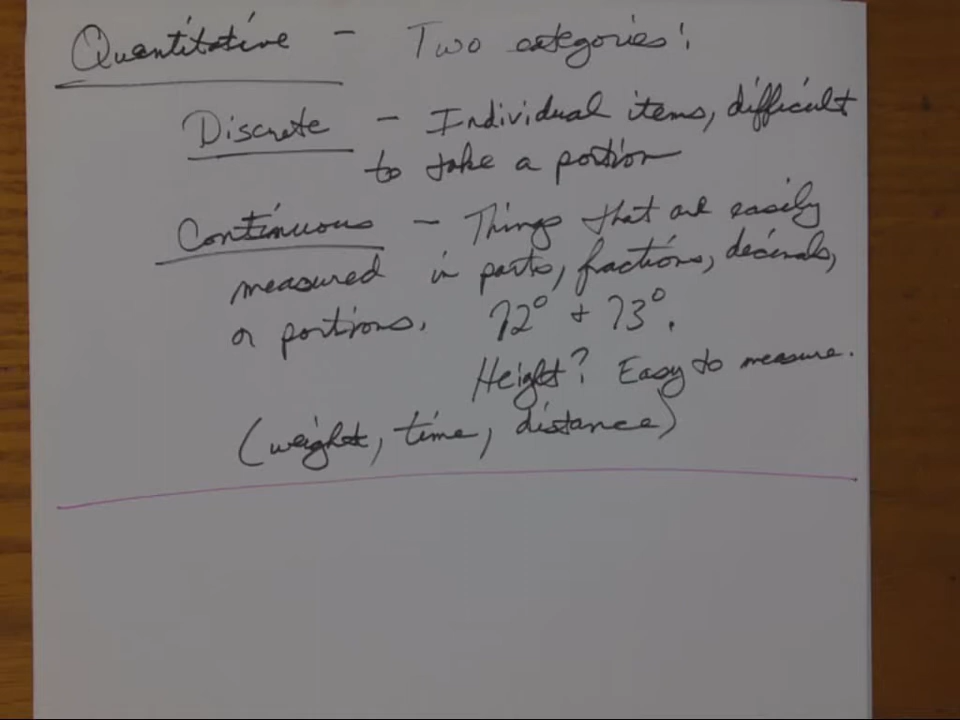 Quantitative - Two categories:
Discrete - Individual items, difficult
to take a portion
Continuous - Things that are easily
measured in parts, fractions, decimals,
or portions. 72° + 73°.
Height? Easy to measure.
(weight, time, distance)